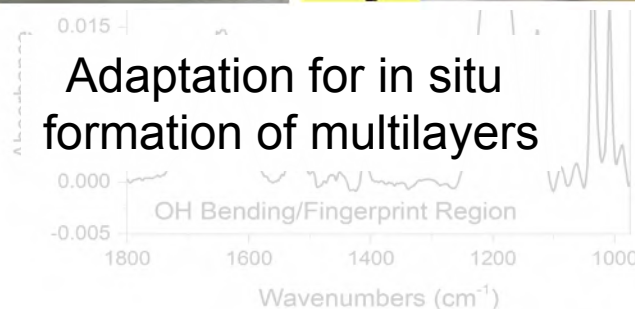 0.015
Adaptation for in situ
formation of multilayers
0.000
OH Bending/Fingerprint Region
-0.005
1800 1600 1400 1200 1000
Wavenumbers (cm⁻¹)